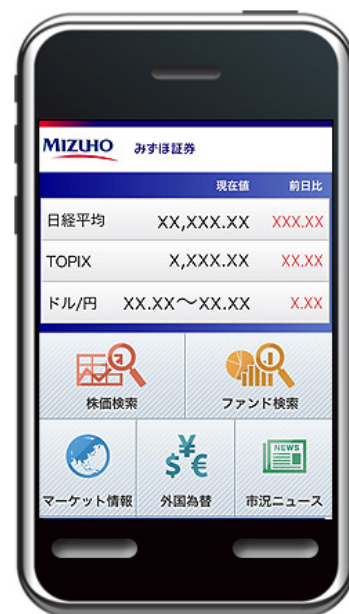 MIZUHO みずほ証券
現在値 前日比
日経平均 XX,XXX.XX XXX.XX
TOPIX X,XXX.XX XX.XX
ドル/円 XX.XX～XX.XX X.XX
株価検索 ファンド検索
¥
$€
NEWS
マーケット情報 外国為替 市況ニュース